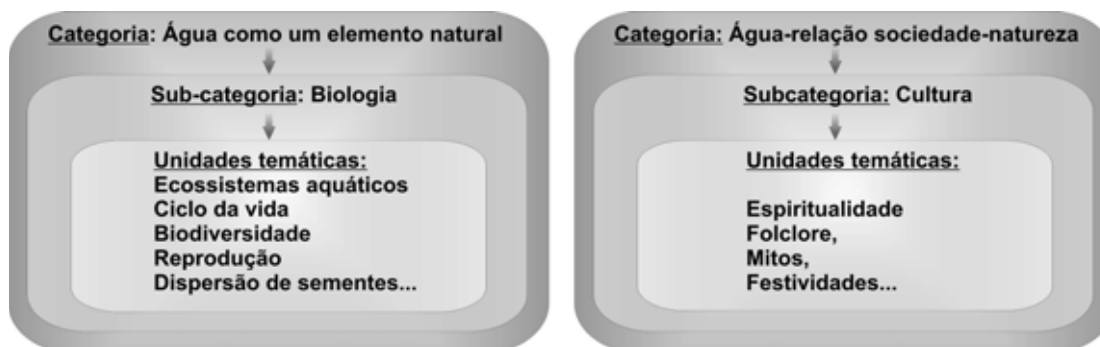 Categoria: Água como um elemento natural
Sub-categoria: Biologia
Unidades temáticas:
Ecossistemas aquáticos
Ciclo da vida
Biodiversidade
Reprodução
Dispersão de sementes...
Categoria: Água-relação sociedade-natureza
Subcategoria: Cultura
Unidades temáticas:
Espiritualidade
Folclore,
Mitos,
Festividades...